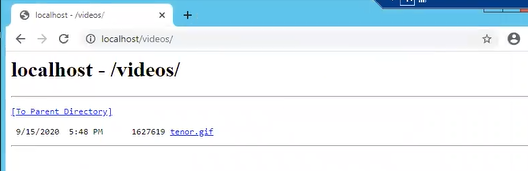 localhost - /videos/
localhost/videos/
localhost - /videos/
[To Parent Directory]
9/15/2020 5:48 PM 1627619 tenor.gif